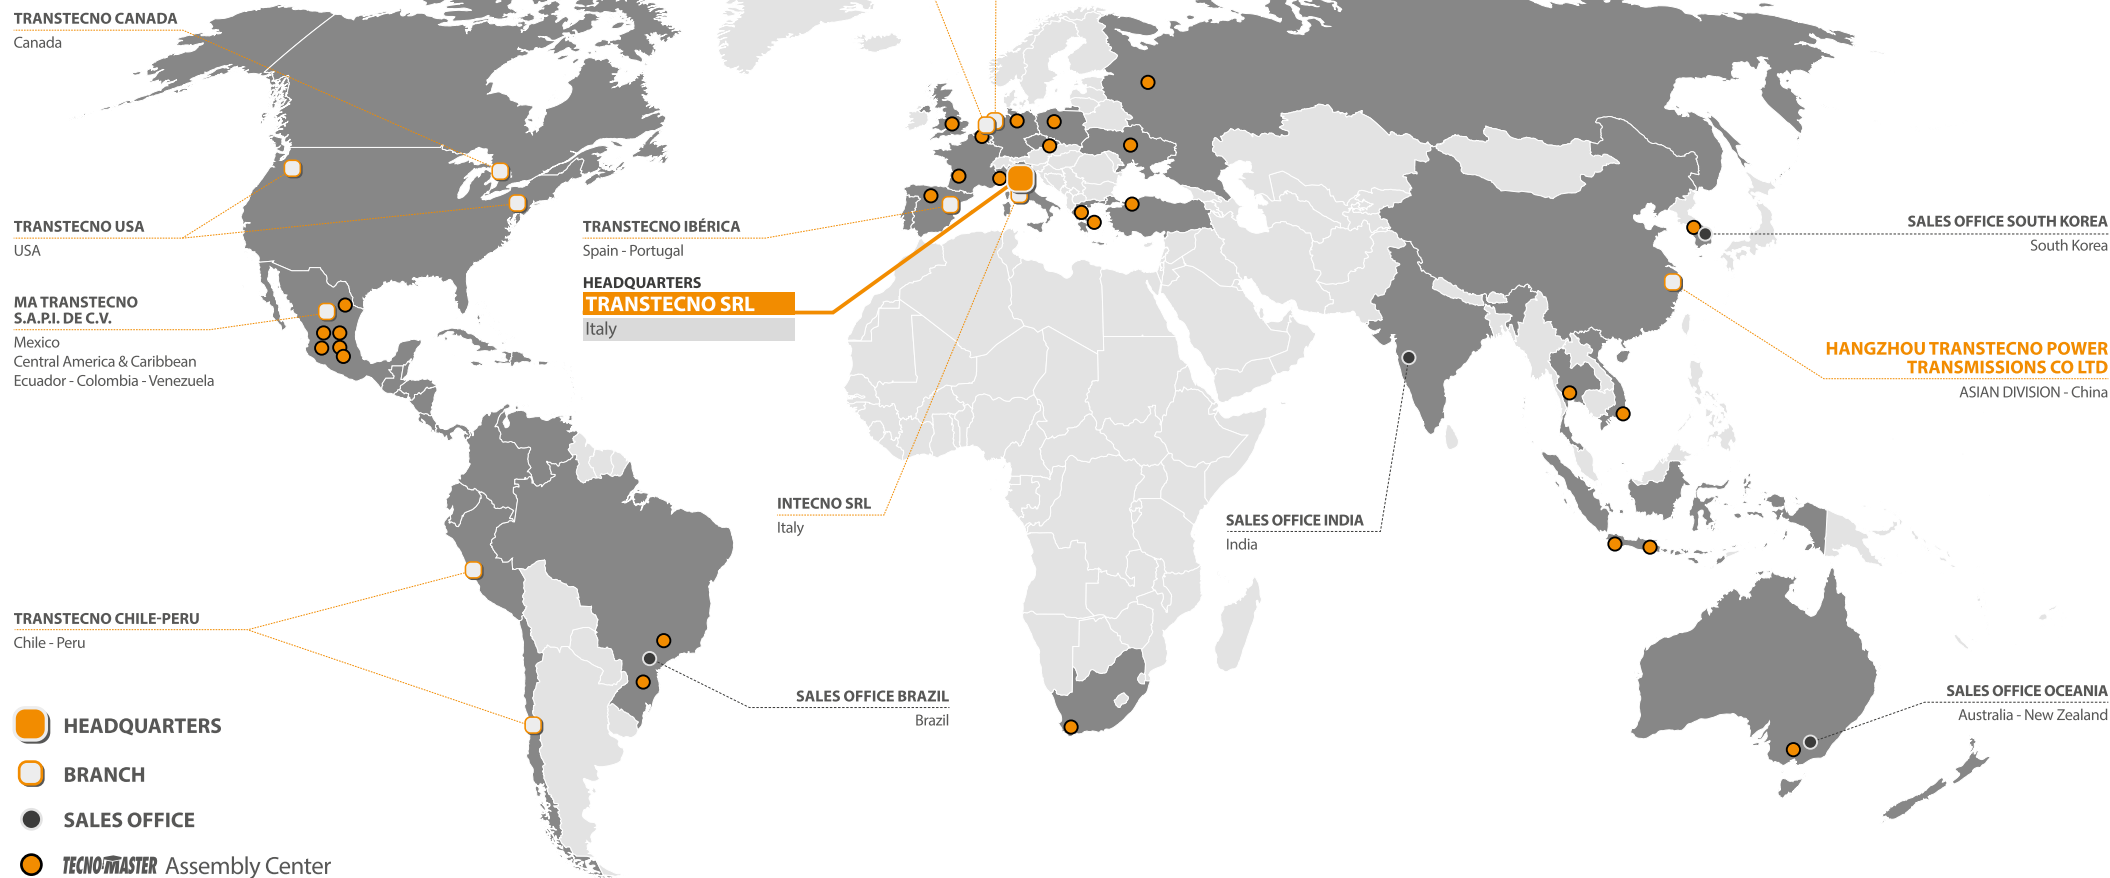 TRANSTECNO CANADA
Canada
TRANSTECNO USA
USA
MA TRANSTECNO
S.A.P.I. DE C.V.
Mexico
Central America & Caribbean
Ecuador - Colombia - Venezuela
TRANSTECNO IBÉRICA
Spain - Portugal
HEADQUARTERS
TRANSTECNO SRL
Italy
SALES OFFICE SOUTH KOREA
South Korea
HANGZHOU TRANSTECNO POWER
TRANSMISSIONS CO LTD
ASIAN DIVISION - China
INTECNO SRL
Italy
SALES OFFICE INDIA
India
TRANSTECNO CHILE-PERU
Chile - Peru
SALES OFFICE BRAZIL
Brazil
SALES OFFICE OCEANIA
Australia - New Zealand
HEADQUARTERS
BRANCH
SALES OFFICE
TECNOMASTER Assembly Center